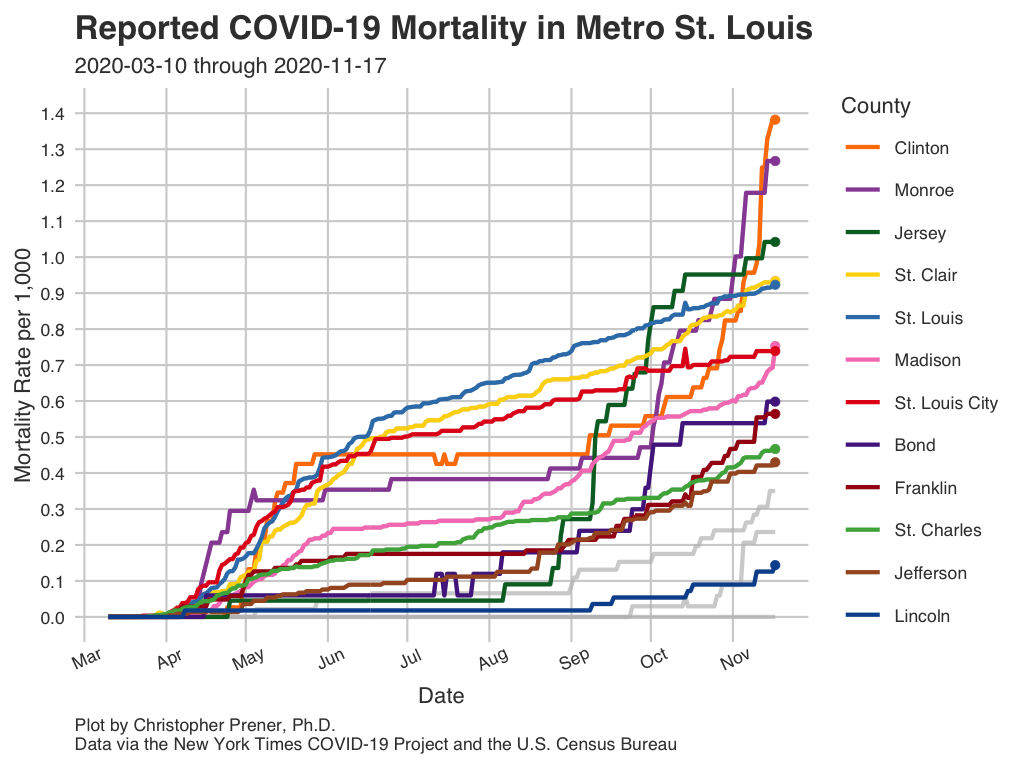 Reported COVID-19 Mortality in Metro St. Louis
2020-03-10 through 2020-11-17
Mortality Rate per 1,000
1.4
1.3
1.2
1.1
1.0
0.9
0.8
0.7
0.6
0.5
0.4
0.3
0.2
0.1
0.0
Mar
Apr
May
Jun
Jul
Aug
Sep
Oct
Nov
Date
County
Clinton
Monroe
Jersey
St. Clair
St. Louis
Madison
St. Louis City
Bond
Franklin
St. Charles
Jefferson
Lincoln
Plot by Christopher Prener, Ph.D.
Data via the New York Times COVID-19 Project and the U.S. Census Bureau